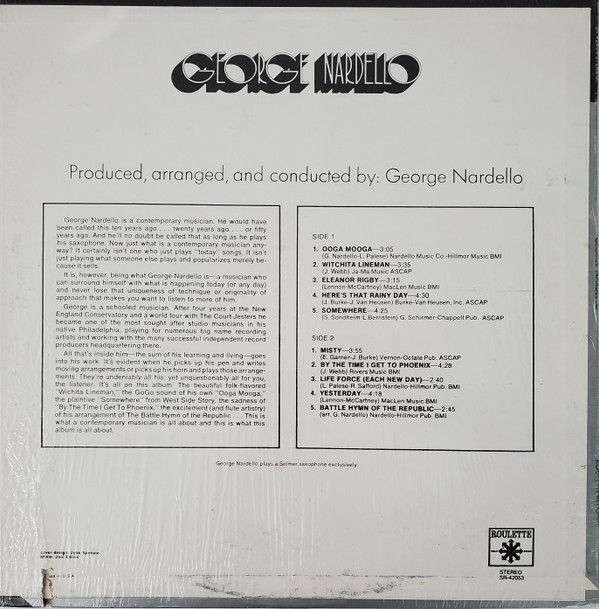 GEORGE NARDELLO
Produced, arranged, and conducted by: George Nardello
George Nardello is a contemporary musician. He would have
been called this ten years ago . . . twenty years ago . . . or fifty
years ago. And he'll no doubt be called that as long as he plays
his saxophone. Now just what is a contemporary musician any-
way? It certainly isn't one who just plays "today" songs. It isn't
just playing someone else plays and popularizes merely be-
cause it sells.
It is, however, being what George Nardello is—a musician who
can surround himself with what is happening today (or any day)
and never lose that uniqueness of technique or originality of
approach that makes you want to listen to more of him.
George is a schooled musician. After four years at the New
England Conservatory and a world tour with The Court Jesters he
became one of the most sought after studio musicians in his
native Philadelphia, playing for numerous big name recording
artists and working with the many successful independent record
producers headquartering there.
All that's inside him—the sum of his learning and living—goes
into his work. It's evident when he picks up his pen and writes
moving arrangements or picks up his horn and plays those arrange-
ments. They're undeniably all his; yet unquestionably all for you,
the listener. It's all on this album. The beautiful folk-flavored
"Wichita Lineman," the GoGo sound of his own "Ooga Mooga,"
the plaintive "Somewhere" from West Side Story, the sadness of
"By The Time I Get To Phoenix," the excitement (and flute artistry)
of his arrangement of The Battle Hymn of the Republic . . . This is
what a contemporary musician is all about and this is what this
album is all about.
SIDE 1
1. OOGA MOOGA—3:05
(G. Nardello-L. Palese) Nardello Music Co.-Hillmor Music BMI
2. WITCHITA LINEMAN—3:35
(J. Webb) Ja-Ma Music ASCAP
3. ELEANOR RIGBY—3:15
(Lennon-McCartney) MacLen Music BMI
4. HERE'S THAT RAINY DAY—4:30
(J. Burke-J. Van Heusen) Burke-Van Heusen, Inc. ASCAP
5. SOMEWHERE—4:25
(S. Sondheim-L.Bernstein) G. Schirmer-Chappell Pub. ASCAP
SIDE 2
1. MISTY—3:55
(E. Garner-J. Burke) Vernon-Octate Pub. ASCAP
2. BY THE TIME I GET TO PHOENIX—4:28
(J. Webb) Rivers Music BMI
3. LIFE FORCE (EACH NEW DAY)—2:40
(L. Palese-R. Safford) Nardello-Hillmor Pub. BMI
4. YESTERDAY—4:18
(Lennon-McCartney) MacLen Music BMI
5. BATTLE HYMN OF THE REPUBLIC—2:45
(arr. G. Nardello) Nardello-Hillmor Pub. BMI
George Nardello plays a Selmer saxophone exclusively.
cover design:
ROULETTE
STEREO
SR-42053
in U.S.A.